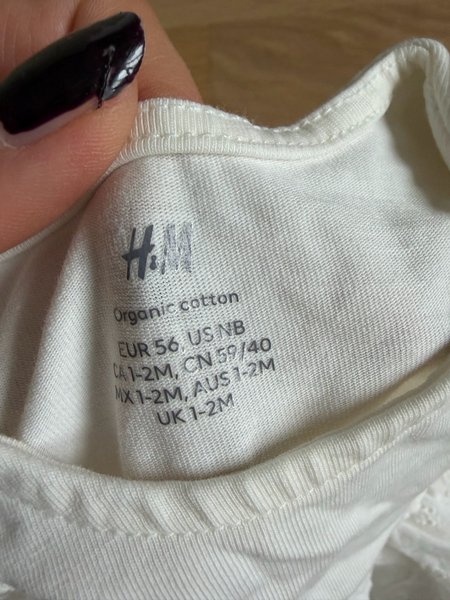 H&M
Organic cotton
EUR 56, US NB
CA 1-2M, CN 59/40
MX 1-2M, AUS 1-2M
UK 1-2M